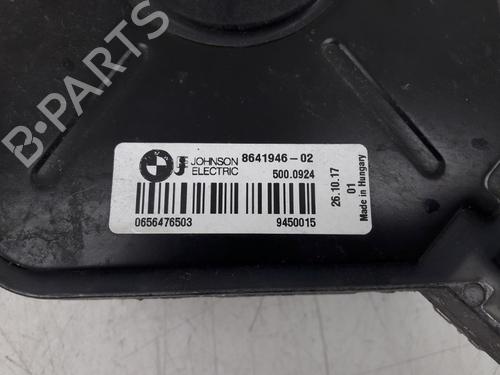 JOHNSON ELECTRIC
8641946-02
500.0924
0656476503
9450015
26.10.17
01
Made in Hungary
B-PARTS